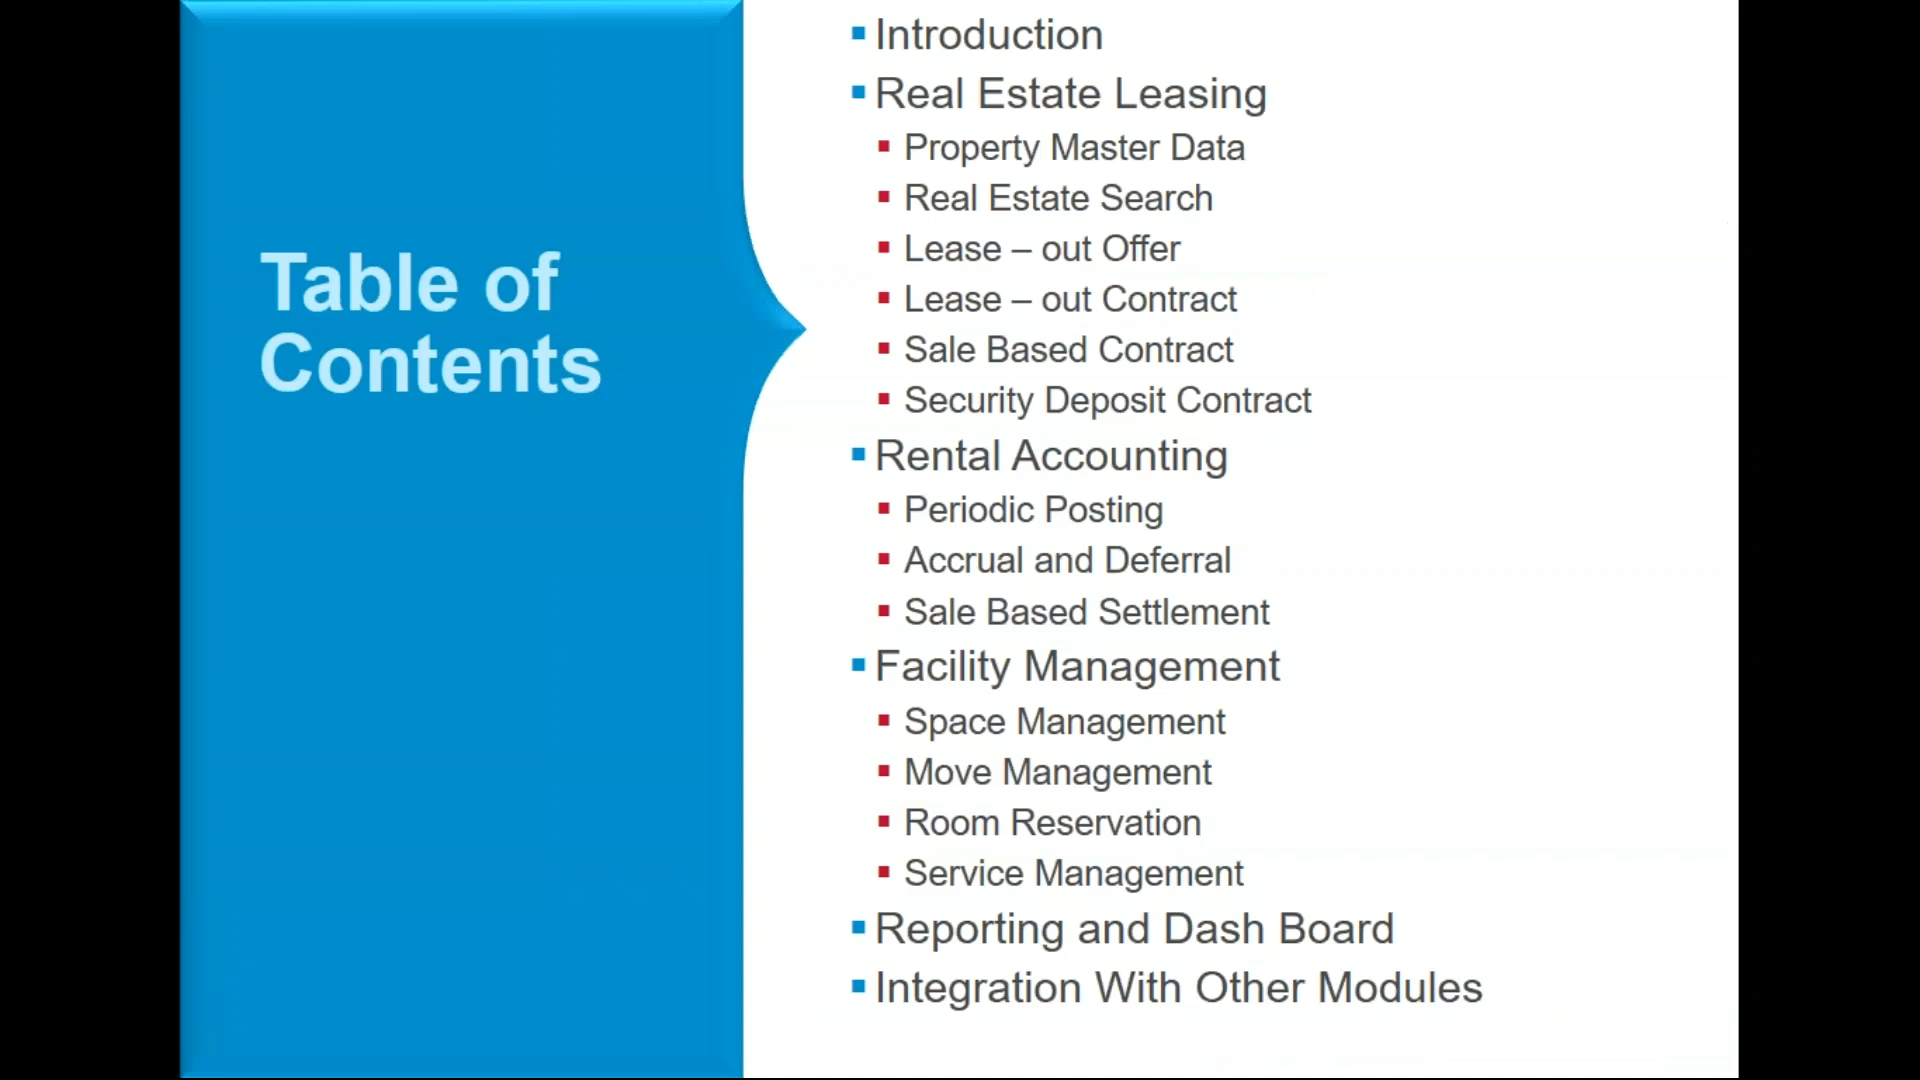 Table of
Contents
Introduction
Real Estate Leasing
Property Master Data
Real Estate Search
Lease – out Offer
Lease – out Contract
Sale Based Contract
Security Deposit Contract
Rental Accounting
Periodic Posting
Accrual and Deferral
Sale Based Settlement
Facility Management
Space Management
Move Management
Room Reservation
Service Management
Reporting and Dash Board
Integration With Other Modules